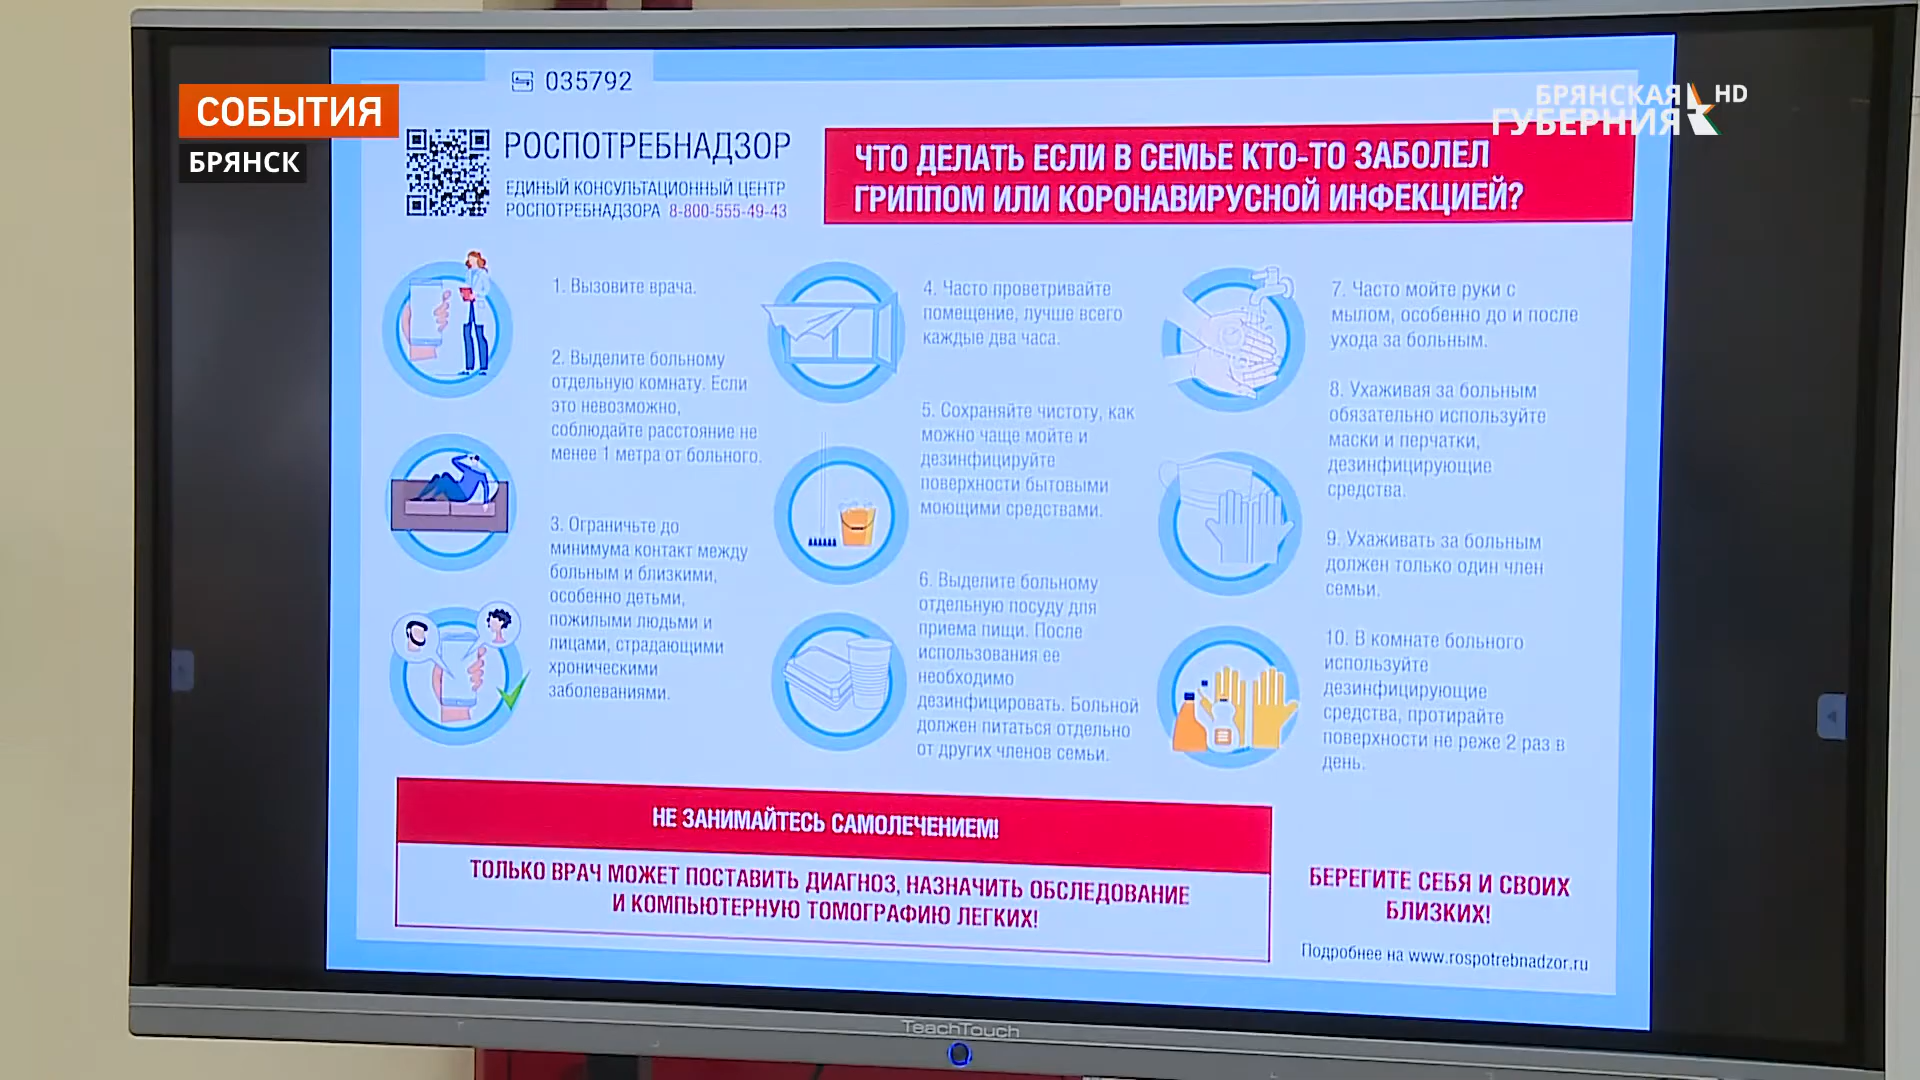 035792
СОБЫТИЯ
БРЯНСК
БРЯНСКАЯ HD
ГУБЕРНИЯ
РОСПОТРЕБНАДЗОР
ЕДИНЫЙ КОНСУЛЬТАЦИОННЫЙ ЦЕНТР
РОСПОТРЕБНАДЗОРА 8-800-555-49-43
ЧТО ДЕЛАТЬ ЕСЛИ В СЕМЬЕ КТО-ТО ЗАБОЛЕЛ
ГРИППОМ ИЛИ КОРОНАВИРУСНОЙ ИНФЕКЦИЕЙ?
1. Вызовите врача.
2. Выделите больному
отдельную комнату. Если
это невозможно,
соблюдайте расстояние не
менее 1 метра от больного.
3. Ограничьте до
минимума контакт между
больным и близкими,
особенно детьми,
пожилыми людьми и
лицами, страдающими
хроническими
заболеваниями.
4. Часто проветривайте
помещение, лучше всего
каждые два часа.
5. Сохраняйте чистоту, как
можно чаще мойте и
дезинфицируйте
поверхности бытовыми
моющими средствами.
6. Выделите больному
отдельную посуду для
приема пищи. После
использования ее
необходимо
дезинфицировать. Больной
должен питаться отдельно
от других членов семьи.
7. Часто мойте руки с
мылом, особенно до и после
ухода за больным.
8. Ухаживая за больным
обязательно используйте
маски и перчатки,
дезинфицирующие
средства.
9. Ухаживать за больным
должен только один член
семьи.
10. В комнате больного
используйте
дезинфицирующие
средства, протирайте
поверхности не реже 2 раз в
день.
НЕ ЗАНИМАЙТЕСЬ САМОЛЕЧЕНИЕМ!
ТОЛЬКО ВРАЧ МОЖЕТ ПОСТАВИТЬ ДИАГНОЗ, НАЗНАЧИТЬ ОБСЛЕДОВАНИЕ
И КОМПЬЮТЕРНУЮ ТОМОГРАФИЮ ЛЕГКИХ!
БЕРЕГИТЕ СЕБЯ И СВОИХ
БЛИЗКИХ!
Подробнее на www.rospotrebnadzor.ru
TeachTouch